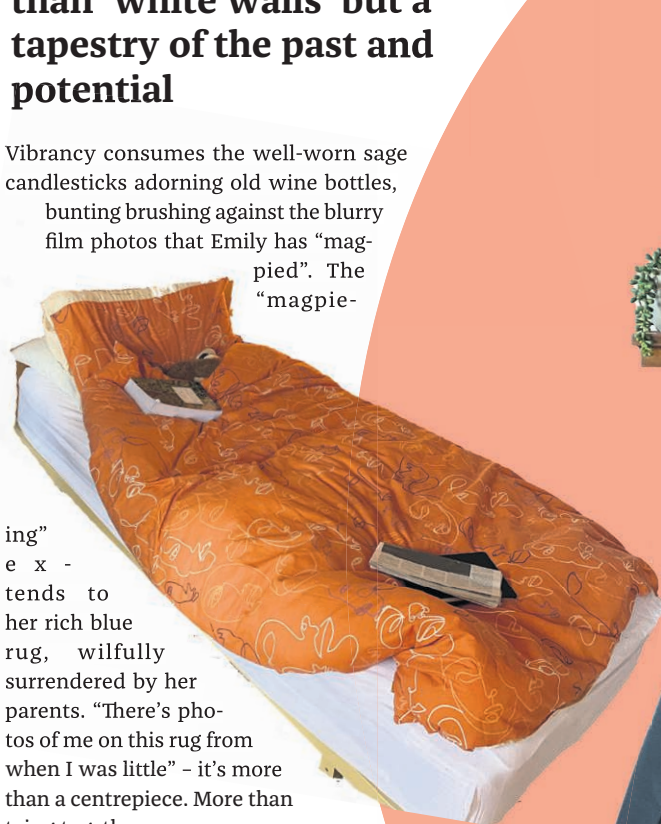 than ‘white walls’ but a
tapestry of the past and
potential
Vibrancy consumes the well-worn sage
candlesticks adorning old wine bottles,
bunting brushing against the blurry
film photos that Emily has “mag-
pied”. The
“magpie-
ing”
e x -
tends to
her rich blue
rug, wilfully
surrendered by her
parents. “There’s pho-
tos of me on this rug from
when I was little” – it’s more
than a centrepiece. More than